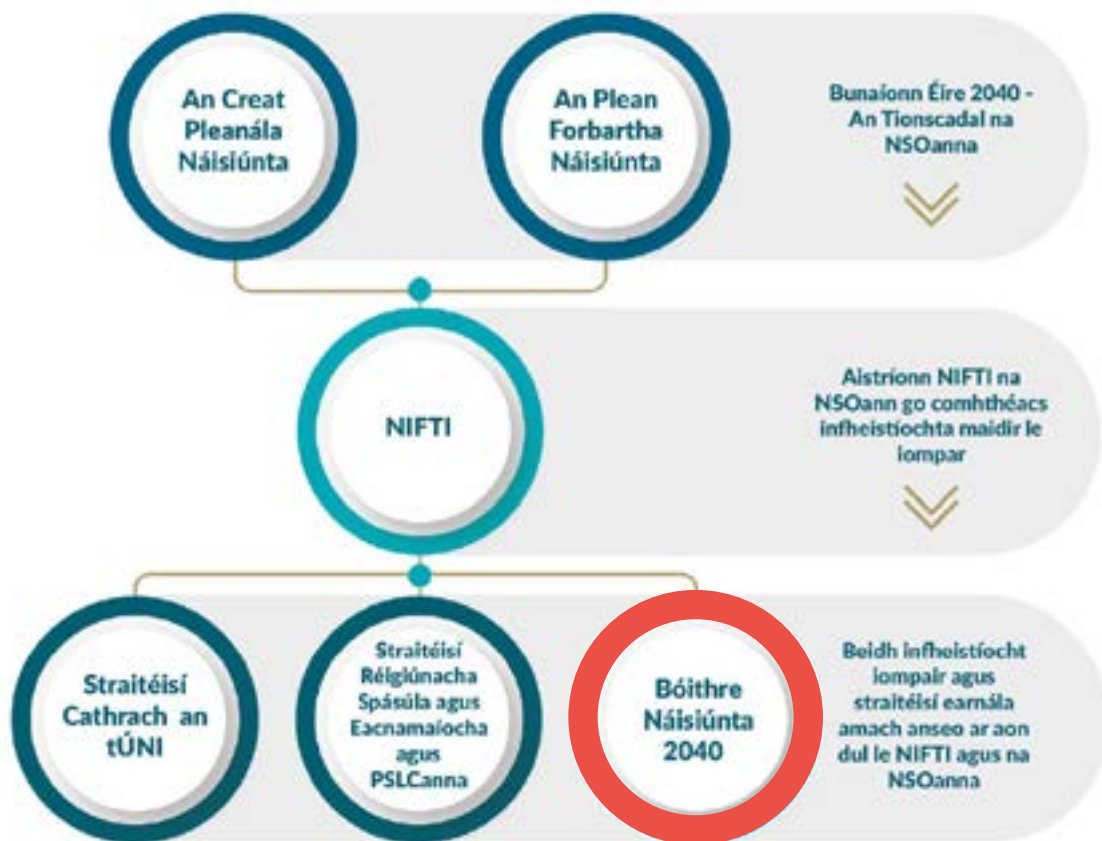 An Creat
Pleanála
Náisiúnta
An Plean
Forbartha
Náisiúnta
Bunaionn Éire 2040 -
An Tionscadal na
NSOanna
NIFTI
Aistríonn NIFTI na
NSOann go comhthéacs
infheistíochta maidir le
iompar
Straitéisí
Cathrach an
tÚNI
Straitéisí
Réigiúnacha
Spásúla agus
Eacnamaíocha
agus
PSLCanna
Bóithre
Náisiúnta
2040
Beidh infheistíocht
iompair agus
straitéisí earnála
amach anseo ar aon
dul le NIFTI agus na
NSOanna